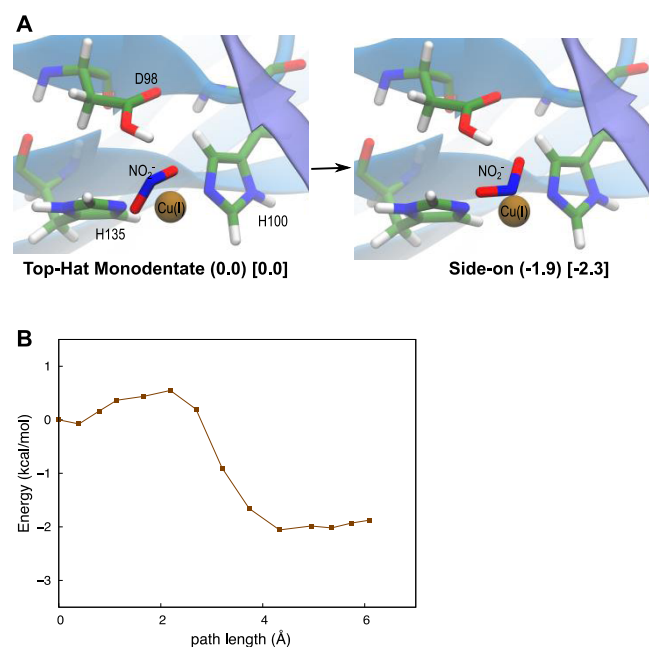 A
D98
NO₂⁻
Cu(I)
H135
H100
Top-Hat Monodentate (0.0) [0.0]
NO₂⁻
Cu(I)
Side-on (-1.9) [-2.3]
B
Energy (kcal/mol)
1
0
−1
−2
−3
0 2 4 6
path length (Å)